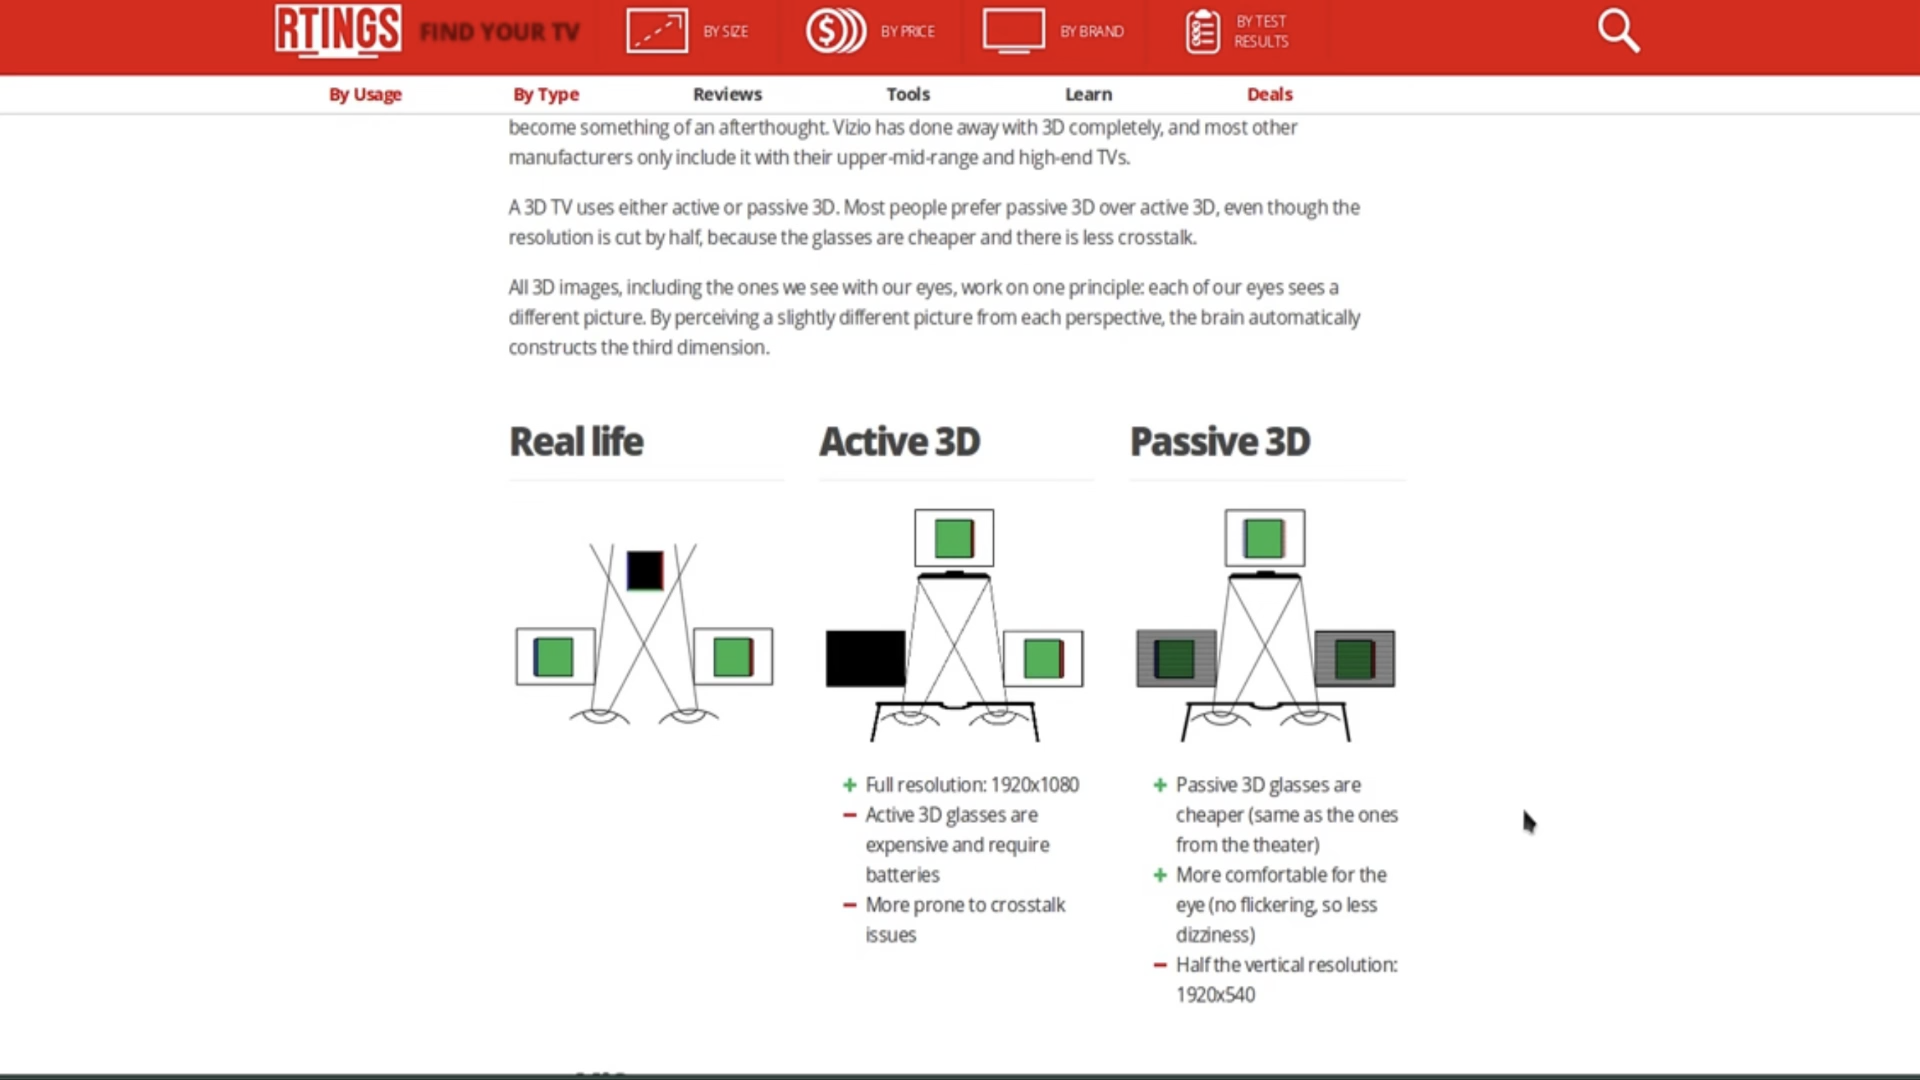 RTINGS
FIND YOUR TV
BY SIZE
BY PRICE
BY BRAND
BY TEST
RESULTS
By Usage
By Type
Reviews
Tools
Learn
Deals
become something of an afterthought. Vizio has done away with 3D completely, and most other
manufacturers only include it with their upper-mid-range and high-end TVs.
A 3D TV uses either active or passive 3D. Most people prefer passive 3D over active 3D, even though the
resolution is cut by half, because the glasses are cheaper and there is less crosstalk.
All 3D images, including the ones we see with our eyes, work on one principle: each of our eyes sees a
different picture. By perceiving a slightly different picture from each perspective, the brain automatically
constructs the third dimension.
Real life
Active 3D
+ Full resolution: 1920x1080
− Active 3D glasses are
expensive and require
batteries
− More prone to crosstalk
issues
Passive 3D
+ Passive 3D glasses are
cheaper (same as the ones
from the theater)
+ More comfortable for the
eye (no flickering, so less
dizziness)
− Half the vertical resolution:
1920x540